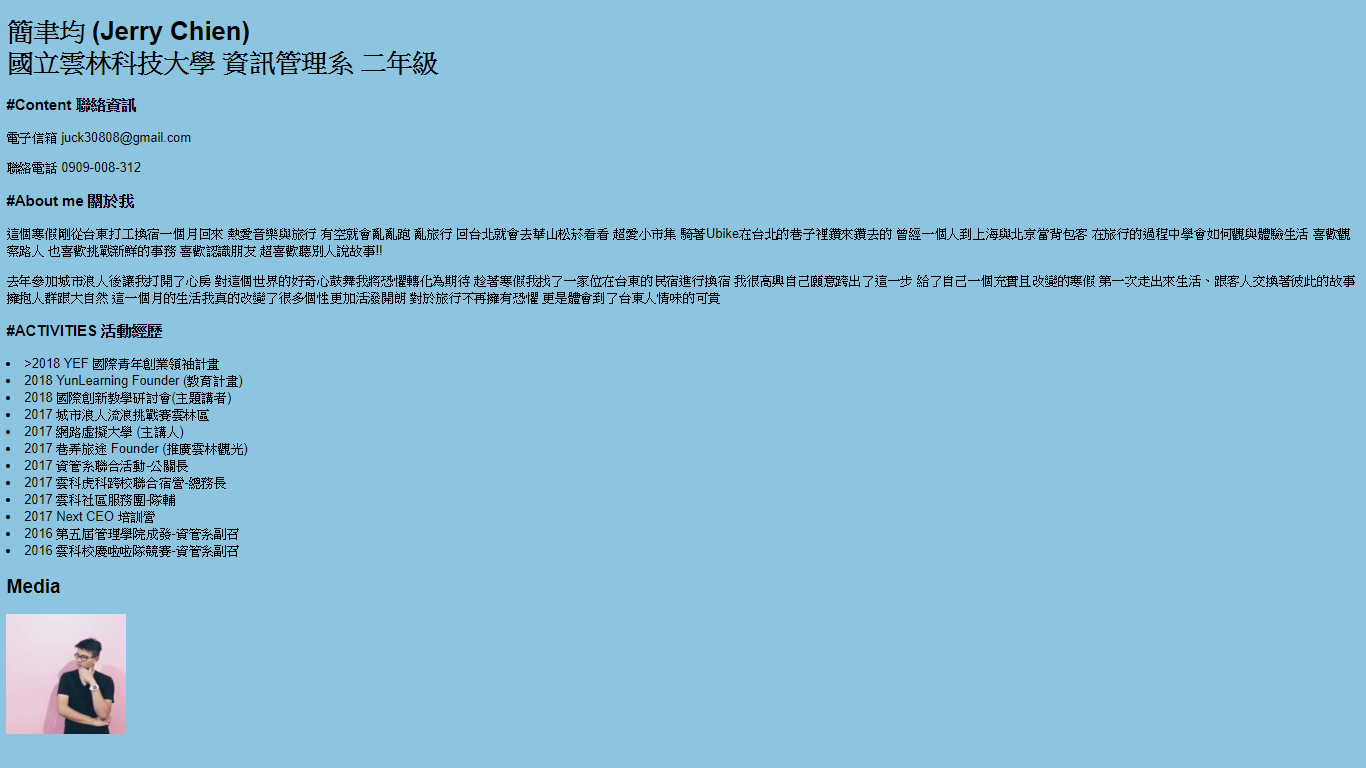 簡聿均 (Jerry Chien)
國立雲林科技大學 資訊管理系 二年級
#Content 聯絡資訊
電子信箱 juck30808@gmail.com
聯絡電話 0909-008-312
#About me 關於我
這個寒假剛從台東打工換宿一個月回來 熱愛音樂與旅行 有空就會亂亂跑 亂旅行 回台北就會去華山松菸看看 超愛小市集 騎著Ubike在台北的巷子裡鑽來鑽去的 曾經一個人到上海與北京當背包客 在旅行的過程中學會如何觀與體驗生活 喜歡觀
察路人 也喜歡挑戰新鮮的事務 喜歡認識朋友 超喜歡聽別人說故事!!
去年參加城市浪人後讓我打開了心房 對這個世界的好奇心鼓舞我將恐懼轉化為期待 趁著寒假我找了一家位在台東的民宿進行換宿 我很高與自己願意跨出了這一步 給了自己一個充實且改變的寒假 第一次走出來生活、跟客人交換著彼此的故事
擁抱人群跟大自然 這一個月的生活我真的改變了很多個性更加活潑開朗 對於旅行不再擁有恐懼 更是體會到了台東人情味的可貴
#ACTIVITIES 活動經歷
>2018 YEF 國際青年創業領袖計畫
2018 YunLearning Founder (教育計畫)
2018 國際創新教學研討會(主題講者)
2017 城市浪人流浪挑戰賽雲林區
2017 網路虛擬大學 (主講人)
2017 巷弄旅途 Founder (推廣雲林觀光)
2017 資管系聯合活動-公關長
2017 雲科虎科跨校聯合宿營-總務長
2017 雲科社區服務團-隊輔
2017 Next CEO 培訓營
2016 第五屆管理學院成發-資管系副召
2016 雲科校慶啦啦隊競賽-資管系副召
Media